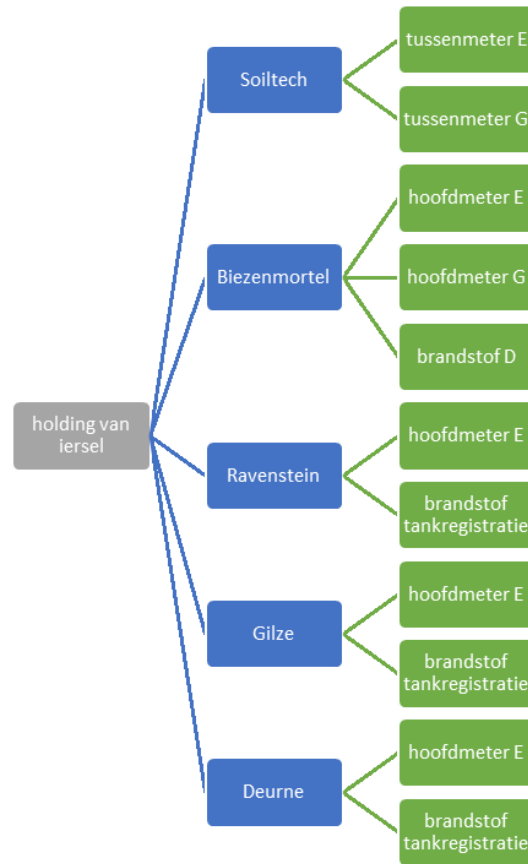 tussenmeter E
Soiltech
tussenmeter G
hoofdmeter E
Biezenmortel
hoofdmeter G
brandstof D
holding van
iersel
hoofdmeter E
Ravenstein
brandstof
tankregistratie
hoofdmeter E
Gilze
brandstof
tankregistratie
hoofdmeter E
Deurne
brandstof
tankregistratie